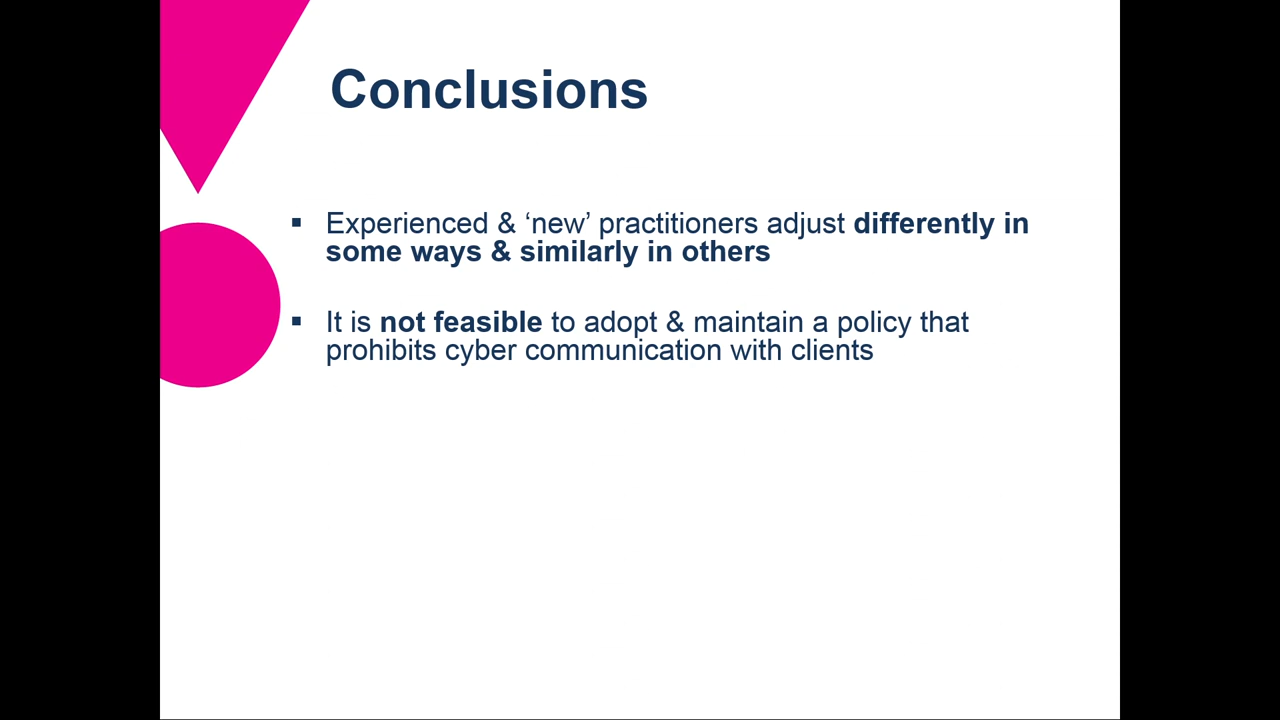 Conclusions
▪ Experienced & ‘new’ practitioners adjust differently in
some ways & similarly in others
▪ It is not feasible to adopt & maintain a policy that
prohibits cyber communication with clients